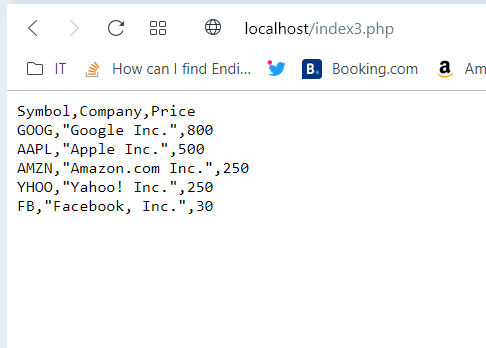 localhost/index3.php
IT How can I find Endi... B. Booking.com a Am
Symbol,Company,Price
GOOG,"Google Inc.",800
AAPL,"Apple Inc.",500
AMZN,"Amazon.com Inc.",250
YHOO,"Yahoo! Inc.",250
FB,"Facebook, Inc.",30